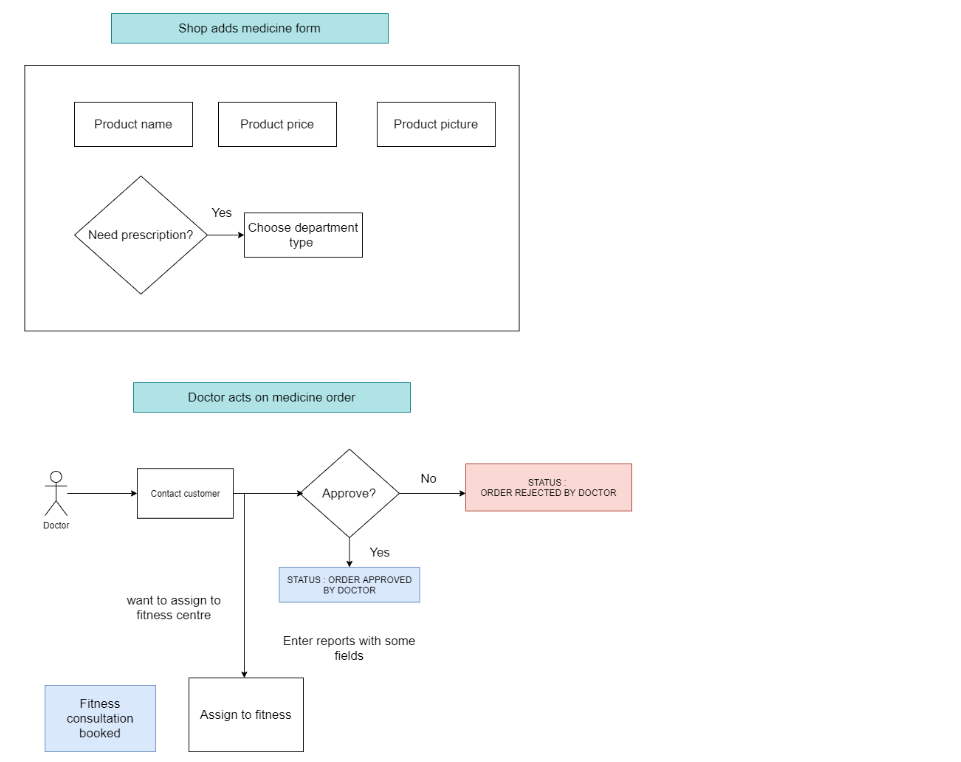 Shop adds medicine form
Product name
Product price
Product picture
Need prescription?
Yes
Choose department
type
Doctor acts on medicine order
Doctor
Contact customer
Approve?
No
STATUS :
ORDER REJECTED BY DOCTOR
Yes
STATUS : ORDER APPROVED
BY DOCTOR
want to assign to
fitness centre
Enter reports with some
fields
Fitness
consultation
booked
Assign to fitness